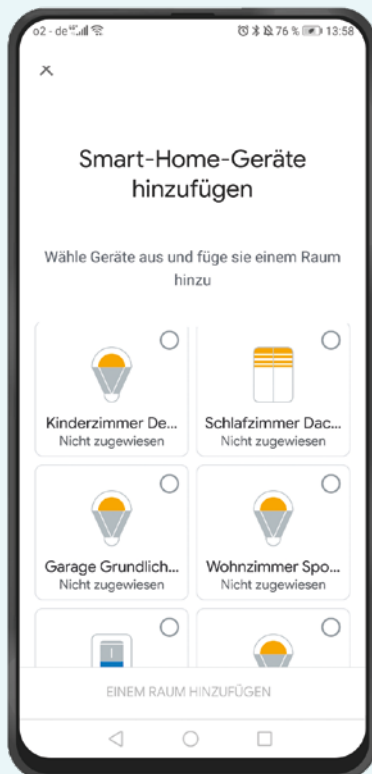 o2 - de 76 % 13:58
Smart-Home-Geräte
hinzufügen
Wähle Geräte aus und füge sie einem Raum
hinzu
Kinderzimmer De...
Nicht zugewiesen
Schlafzimmer Dac...
Nicht zugewiesen
Garage Grundlich...
Nicht zugewiesen
Wohnzimmer Spo...
Nicht zugewiesen
EINEM RAUM HINZUFÜGEN